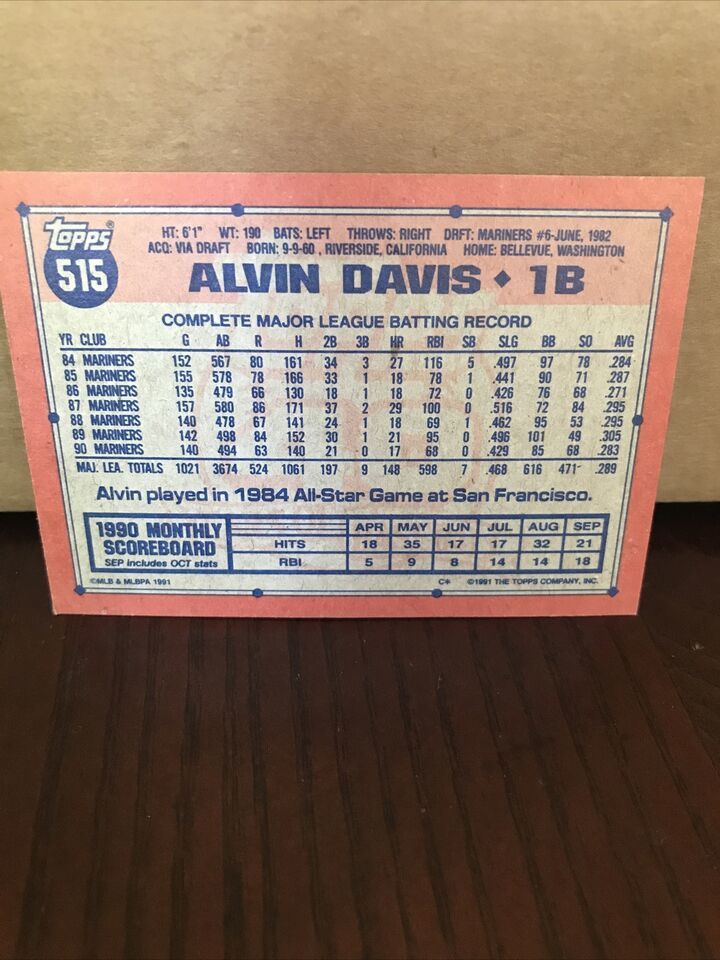 Topps®
515
HT: 6'1" WT: 190 BATS: LEFT THROWS: RIGHT DRFT: MARINERS #6-JUNE, 1982
ACQ: VIA DRAFT BORN: 9-9-60 , RIVERSIDE, CALIFORNIA HOME: BELLEVUE, WASHINGTON
ALVIN DAVIS ♦ 1B
COMPLETE MAJOR LEAGUE BATTING RECORD
YR CLUB G AB R H 2B 3B HR RBI SB SLG BB SO AVG
84 MARINERS 152 567 80 161 34 3 27 116 5 .497 97 78 .284
85 MARINERS 155 578 78 166 33 1 18 78 1 .441 90 71 .287
86 MARINERS 135 479 66 130 18 1 18 72 0 .426 76 68 .271
87 MARINERS 157 580 86 171 37 2 29 100 0 .516 72 84 .295
88 MARINERS 140 478 67 141 24 1 18 69 1 .462 95 53 .295
89 MARINERS 142 498 84 152 30 1 21 95 0 .496 101 49 .305
90 MARINERS 140 494 63 140 21 0 17 68 0 .429 85 68 .283
MAJ. LEA. TOTALS 1021 3674 524 1061 197 9 148 598 7 .468 616 471 .289
Alvin played in 1984 All-Star Game at San Francisco.
1990 MONTHLY SCOREBOARD
SEP includes OCT stats
APR MAY JUN JUL AUG SEP
HITS 18 35 17 17 32 21
RBI 5 9 8 14 14 18
©MLB & MLBPA 1991 C* ©1991 THE TOPPS COMPANY, INC.